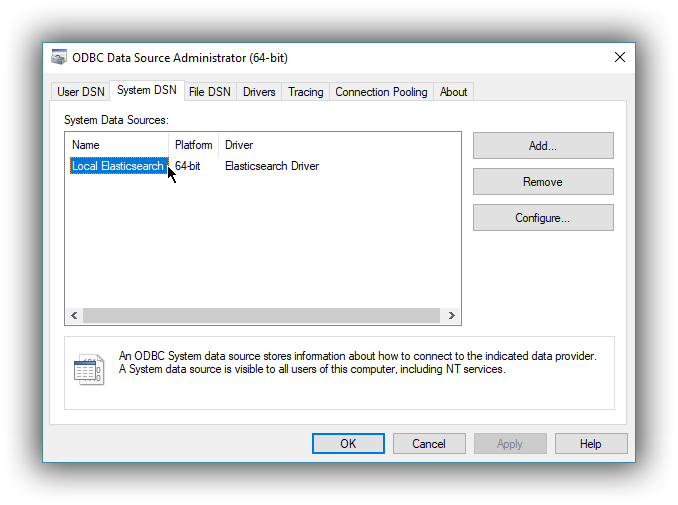 ODBC Data Source Administrator (64-bit)
User DSN System DSN File DSN Drivers Tracing Connection Pooling About
System Data Sources:
Name Platform Driver
Local Elasticsearch 64-bit Elasticsearch Driver
Add...
Remove
Configure...
An ODBC System data source stores information about how to connect to the indicated data provider.
A System data source is visible to all users of this computer, including NT services.
OK Cancel Apply Help